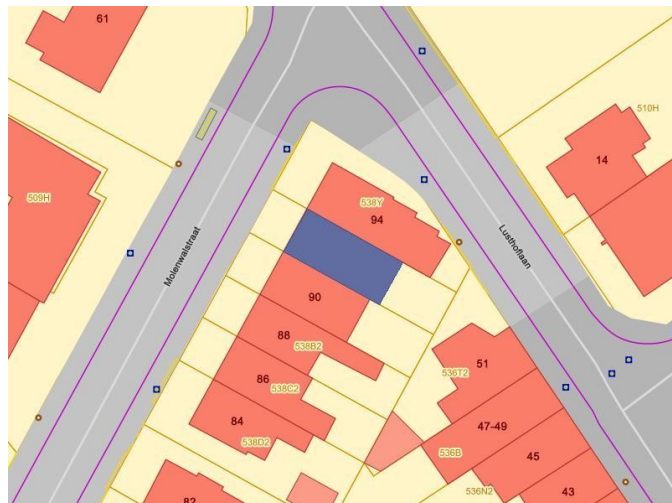 61
510H
14
509H
Molenwalstraat
538Y
94
Lusthoflaan
90
88
538B2
86
538C2
84
538D2
51
536T2
47-49
536B
45
43
536N2
82